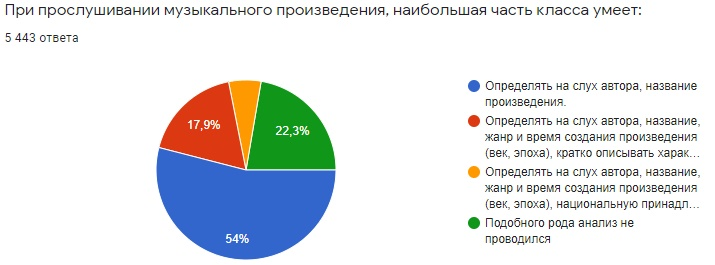 При прослушивании музыкального произведения, наибольшая часть класса умеет:
5 443 ответа
17,9%
22,3%
54%
Определять на слух автора, название
произведения.
Определять на слух автора, название,
жанр и время создания произведения
(век, эпоха), кратко описывать харак...
Определять на слух автора, название,
жанр и время создания произведения
(век, эпоха), национальную принадл...
Подобного рода анализ не
проводился